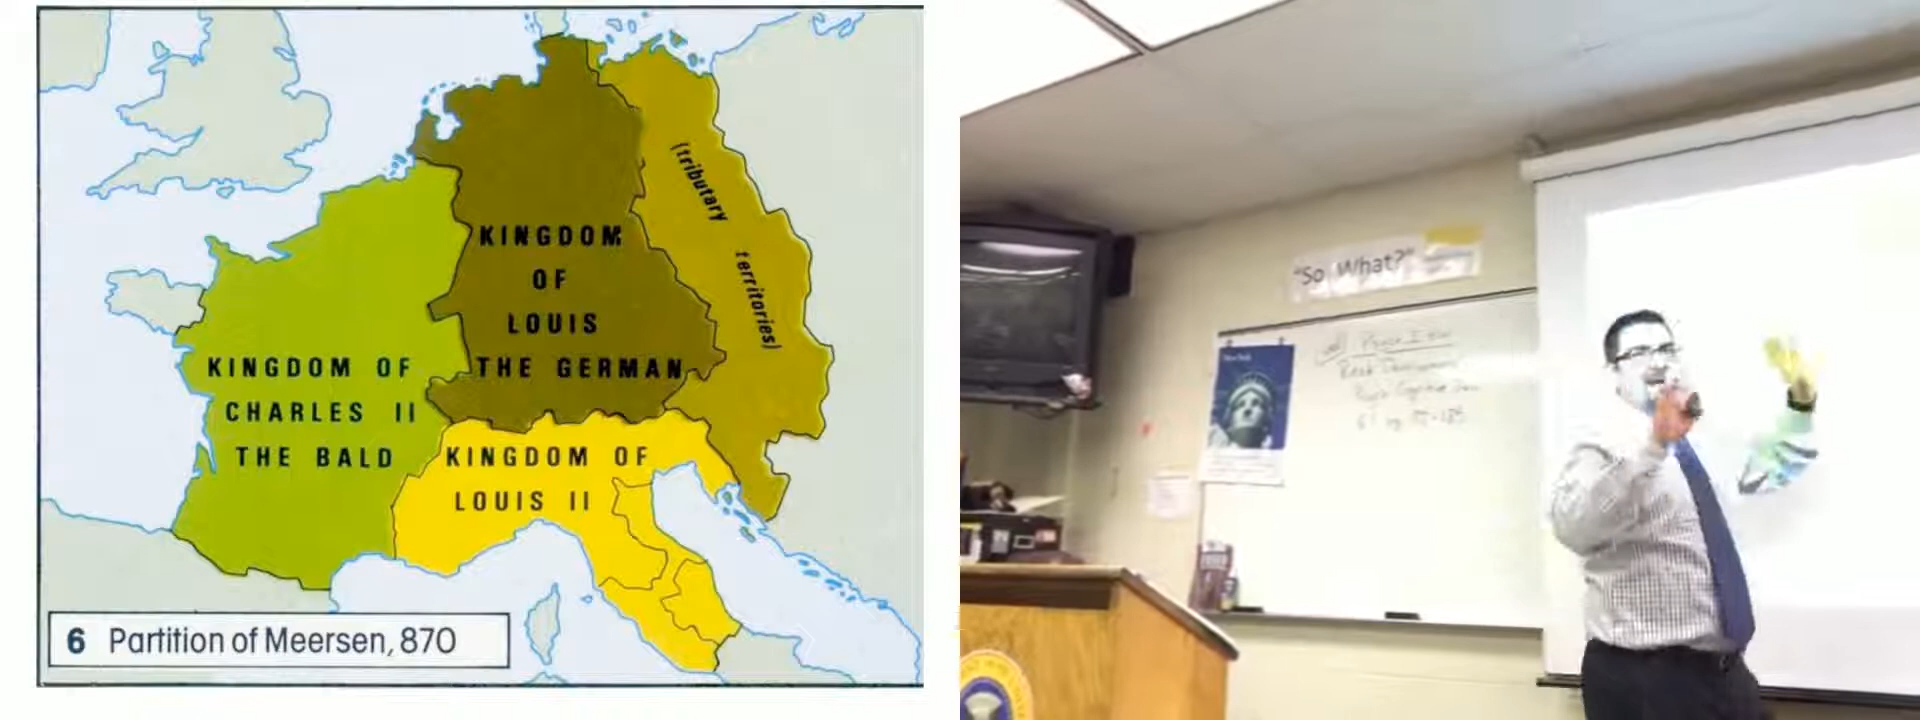 (tributary
territories)
KINGDOM
OF
LOUIS
THE GERMAN
KINGDOM OF
CHARLES II
THE BALD
KINGDOM OF
LOUIS II
6 Partition of Meersen, 870
"So What?"